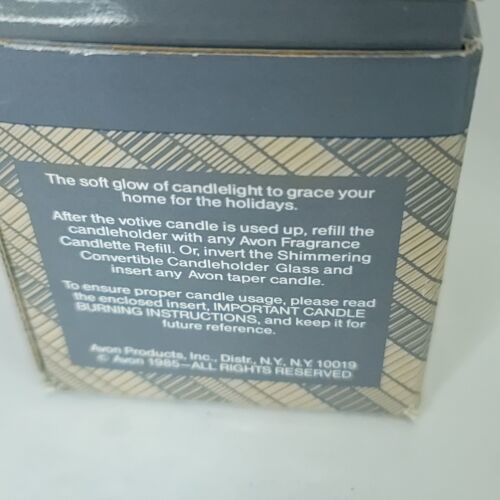 The soft glow of candlelight to grace your
home for the holidays.
After the votive candle is used up, refill the
candleholder with any Avon Fragrance
Candlette Refill. Or, invert the Shimmering
Convertible Candleholder Glass and
insert any Avon taper candle.
To ensure proper candle usage, please read
the enclosed insert, IMPORTANT CANDLE
BURNING INSTRUCTIONS, and keep it for
future reference.
Avon Products, Inc., Distr., N.Y., N.Y. 10019
© Avon 1985—ALL RIGHTS RESERVED